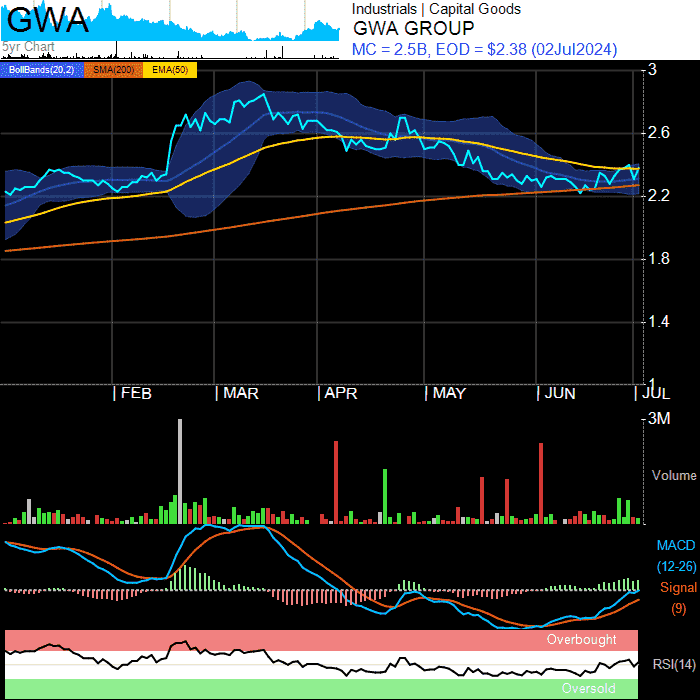 GWA
5yr Chart
Industrials | Capital Goods
GWA GROUP
MC = 2.5B, EOD = $2.38 (02Jul2024)
BollBands(20,2) SMA(200) EMA(50)
3
2.6
2.2
1.8
1.4
1
FEB MAR APR MAY JUN JUL
3M
Volume
MACD
(12-26)
Signal
(9)
Overbought
RSI(14)
Oversold